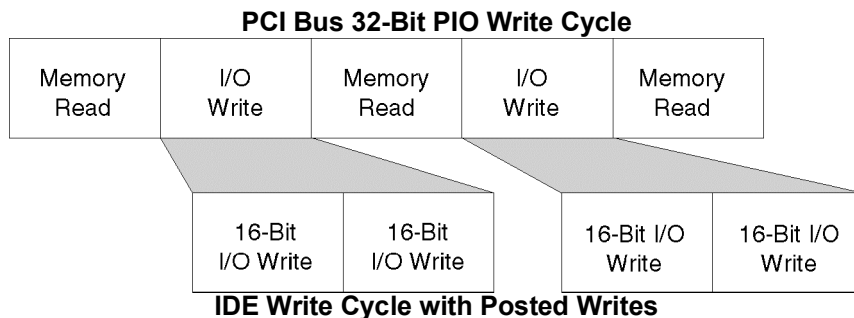 PCI Bus 32-Bit PIO Write Cycle
Memory
Read
I/O
Write
Memory
Read
I/O
Write
Memory
Read
16-Bit
I/O Write
16-Bit
I/O Write
16-Bit I/O
Write
16-Bit I/O
Write
IDE Write Cycle with Posted Writes